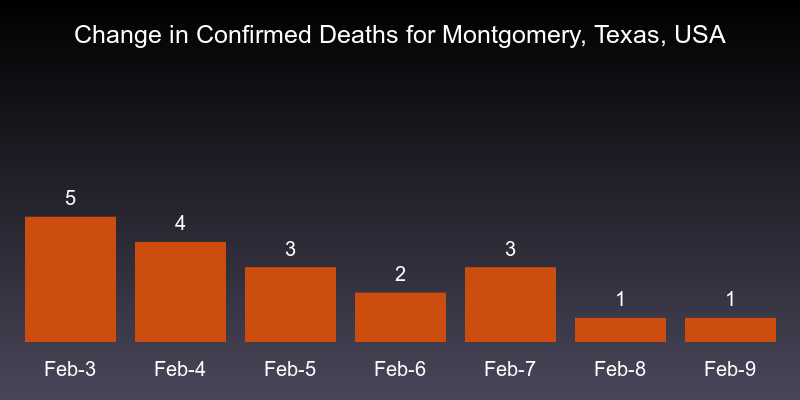 Change in Confirmed Deaths for Montgomery, Texas, USA
5
4
3
2
3
1
1
Feb-3
Feb-4
Feb-5
Feb-6
Feb-7
Feb-8
Feb-9